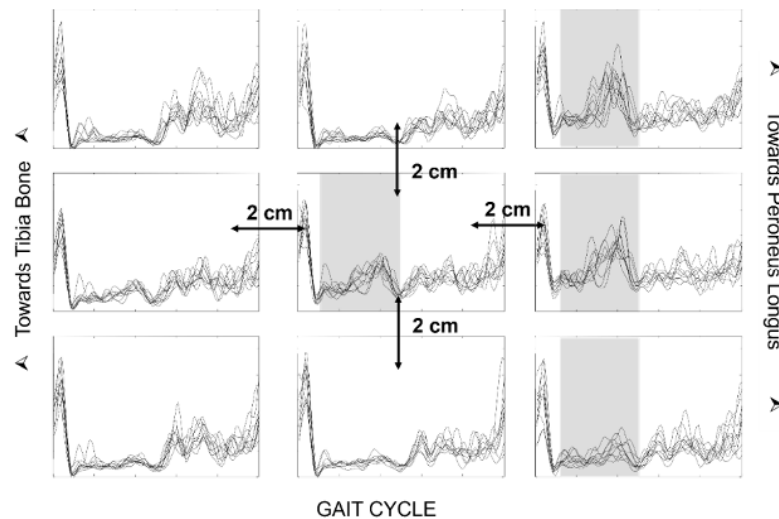 Towards Tibia Bone
2 cm
2 cm
2 cm
2 cm
Towards Peroneus Longus
GAIT CYCLE